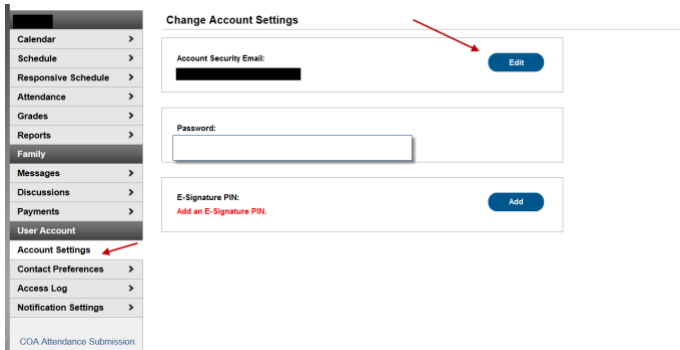 Change Account Settings
Calendar
Schedule
Responsive Schedule
Attendance
Grades
Reports
Family
Messages
Discussions
Payments
User Account
Account Settings
Contact Preferences
Access Log
Notification Settings
COA Attendance Submission
Account Security Email:
Edit
Password:
E-Signature PIN:
Add an E-Signature PIN.
Add